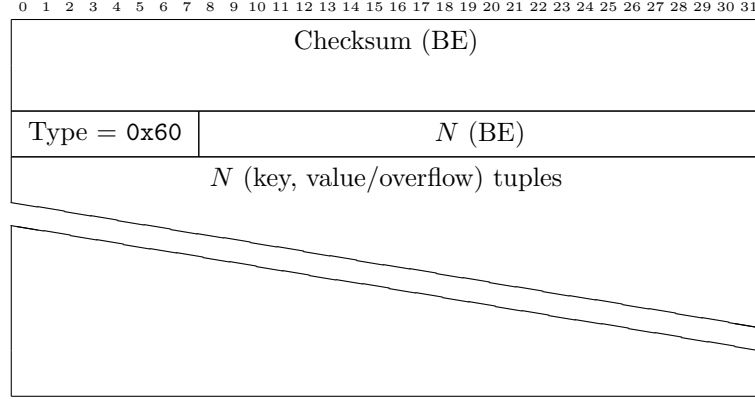 0 1 2 3 4 5 6 7 8 9 10 11 12 13 14 15 16 17 18 19 20 21 22 23 24 25 26 27 28 29 30 31
Checksum (BE)
Type = 0x60 N (BE)
N (key, value/overflow) tuples